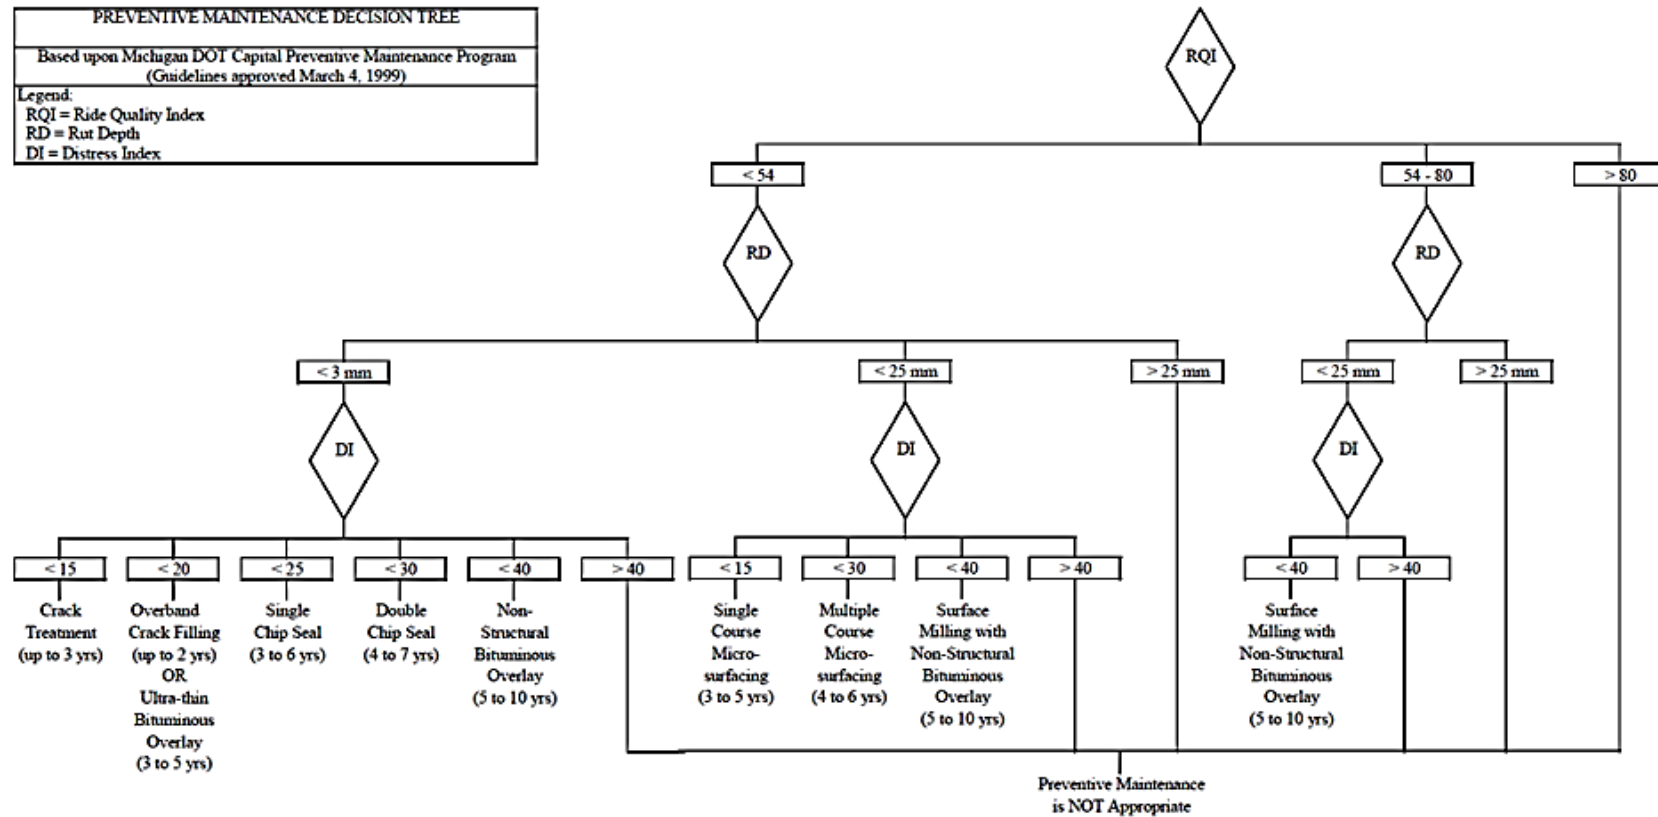 PREVENTIVE MAINTENANCE DECISION TREE
Based upon Michigan DOT Capital Preventive Maintenance Program
(Guidelines approved March 4, 1999)
Legend:
RQI = Ride Quality Index
RD = Rut Depth
DI = Distress Index
RQI
< 54
54 - 80
> 80
RD
RD
< 3 mm
< 25 mm
> 25 mm
< 25 mm
> 25 mm
DI
DI
DI
< 15
< 20
< 25
< 30
< 40
> 40
< 15
< 30
< 40
> 40
< 40
> 40
Crack
Treatment
(up to 3 yrs)
Overband
Crack Filling
(up to 2 yrs)
OR
Ultra-thin
Bituminous
Overlay
(3 to 5 yrs)
Single
Chip Seal
(3 to 6 yrs)
Double
Chip Seal
(4 to 7 yrs)
Non-
Structural
Bituminous
Overlay
(5 to 10 yrs)
Single
Course
Micro-
surfacing
(3 to 5 yrs)
Multiple
Course
Micro-
surfacing
(4 to 6 yrs)
Surface
Milling with
Non-Structural
Bituminous
Overlay
(5 to 10 yrs)
Surface
Milling with
Non-Structural
Bituminous
Overlay
(5 to 10 yrs)
Preventive Maintenance
is NOT Appropriate